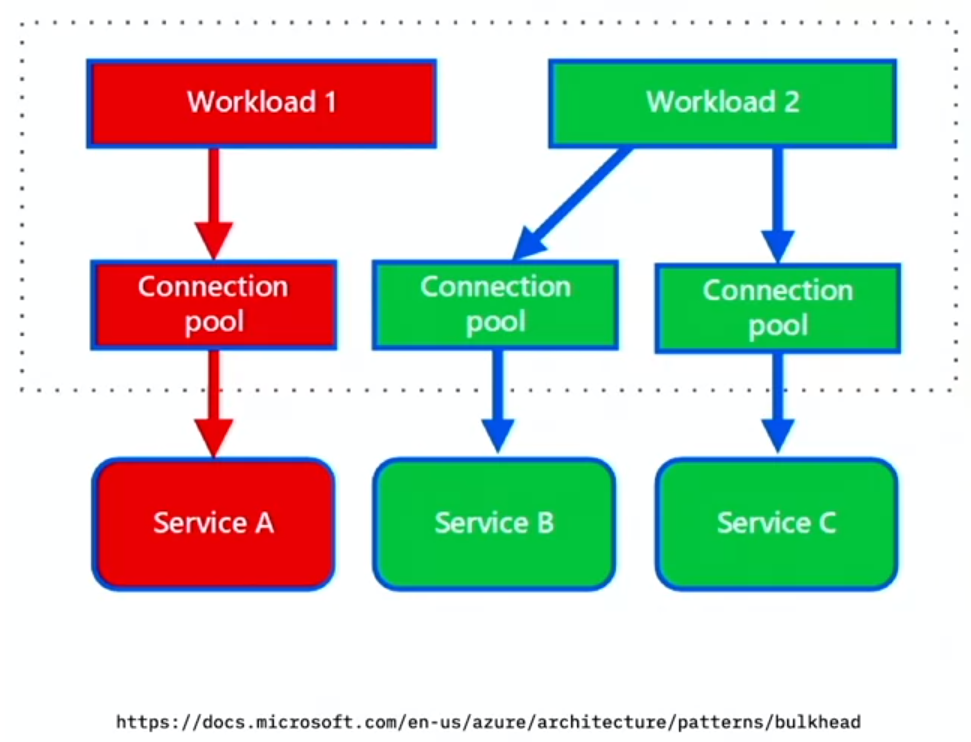 Workload 1
Workload 2
Connection
pool
Connection
pool
Connection
pool
Service A
Service B
Service C
https://docs.microsoft.com/en-us/azure/architecture/patterns/bulkhead